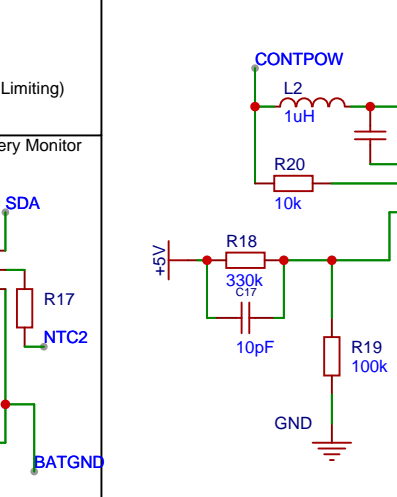 Limiting)
ery Monitor
SDA
R17
NTC2
BATGND
CONTPOW
L2
1uH
R20
10k
+5V
R18
330k
C17
10pF
R19
100k
GND